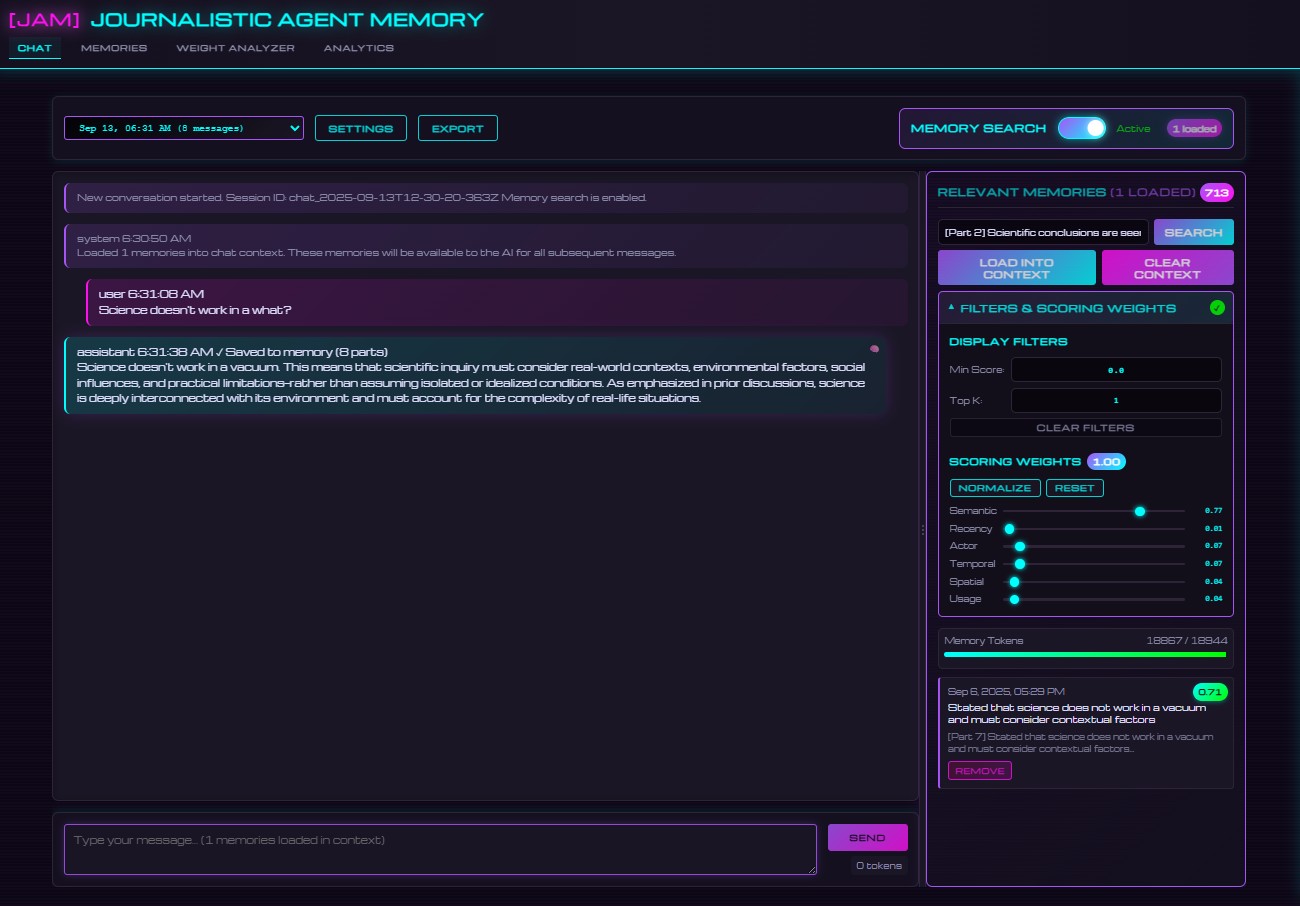 [JAM] JOURNALISTIC AGENT MEMORY
CHAT
MEMORIES
WEIGHT ANALYZER
ANALYTICS
Sep 13, 06:31 AM (8 messages)
SETTINGS
EXPORT
MEMORY SEARCH
Active
1 loaded
New conversation started. Session ID: chat_2025-09-13T12-30-20-363Z Memory search is enabled.
system 6:30:50 AM
Loaded 1 memories into chat context. These memories will be available to the AI for all subsequent messages.
user 6:31:08 AM
Science doesn't work in a what?
assistant 6:31:38 AM ✓ Saved to memory (8 parts)
Science doesn't work in a vacuum. This means that scientific inquiry must consider real-world contexts, environmental factors, social
influences, and practical limitations-rather than assuming isolated or idealized conditions. As emphasized in prior discussions, science
is deeply interconnected with its environment and must account for the complexity of real-life situations.
Type your message... (1 memories loaded in context)
SEND
0 tokens
RELEVANT MEMORIES (1 LOADED) 713
[Part 2] Scientific conclusions are see
SEARCH
LOAD INTO
CONTEXT
CLEAR
CONTEXT
▲ FILTERS & SCORING WEIGHTS ✓
DISPLAY FILTERS
Min Score: 0.0
Top K: 1
CLEAR FILTERS
SCORING WEIGHTS 1.00
NORMALIZE
RESET
Semantic 0.77
Recency 0.01
Actor 0.07
Temporal 0.07
Spatial 0.04
Usage 0.04
Memory Tokens 18867 / 18944
Sep 6, 2025, 05:29 PM 0.71
Stated that science does not work in a vacuum
and must consider contextual factors
[Part 7] Stated that science does not work in a vacuum
and must consider contextual factors...
REMOVE